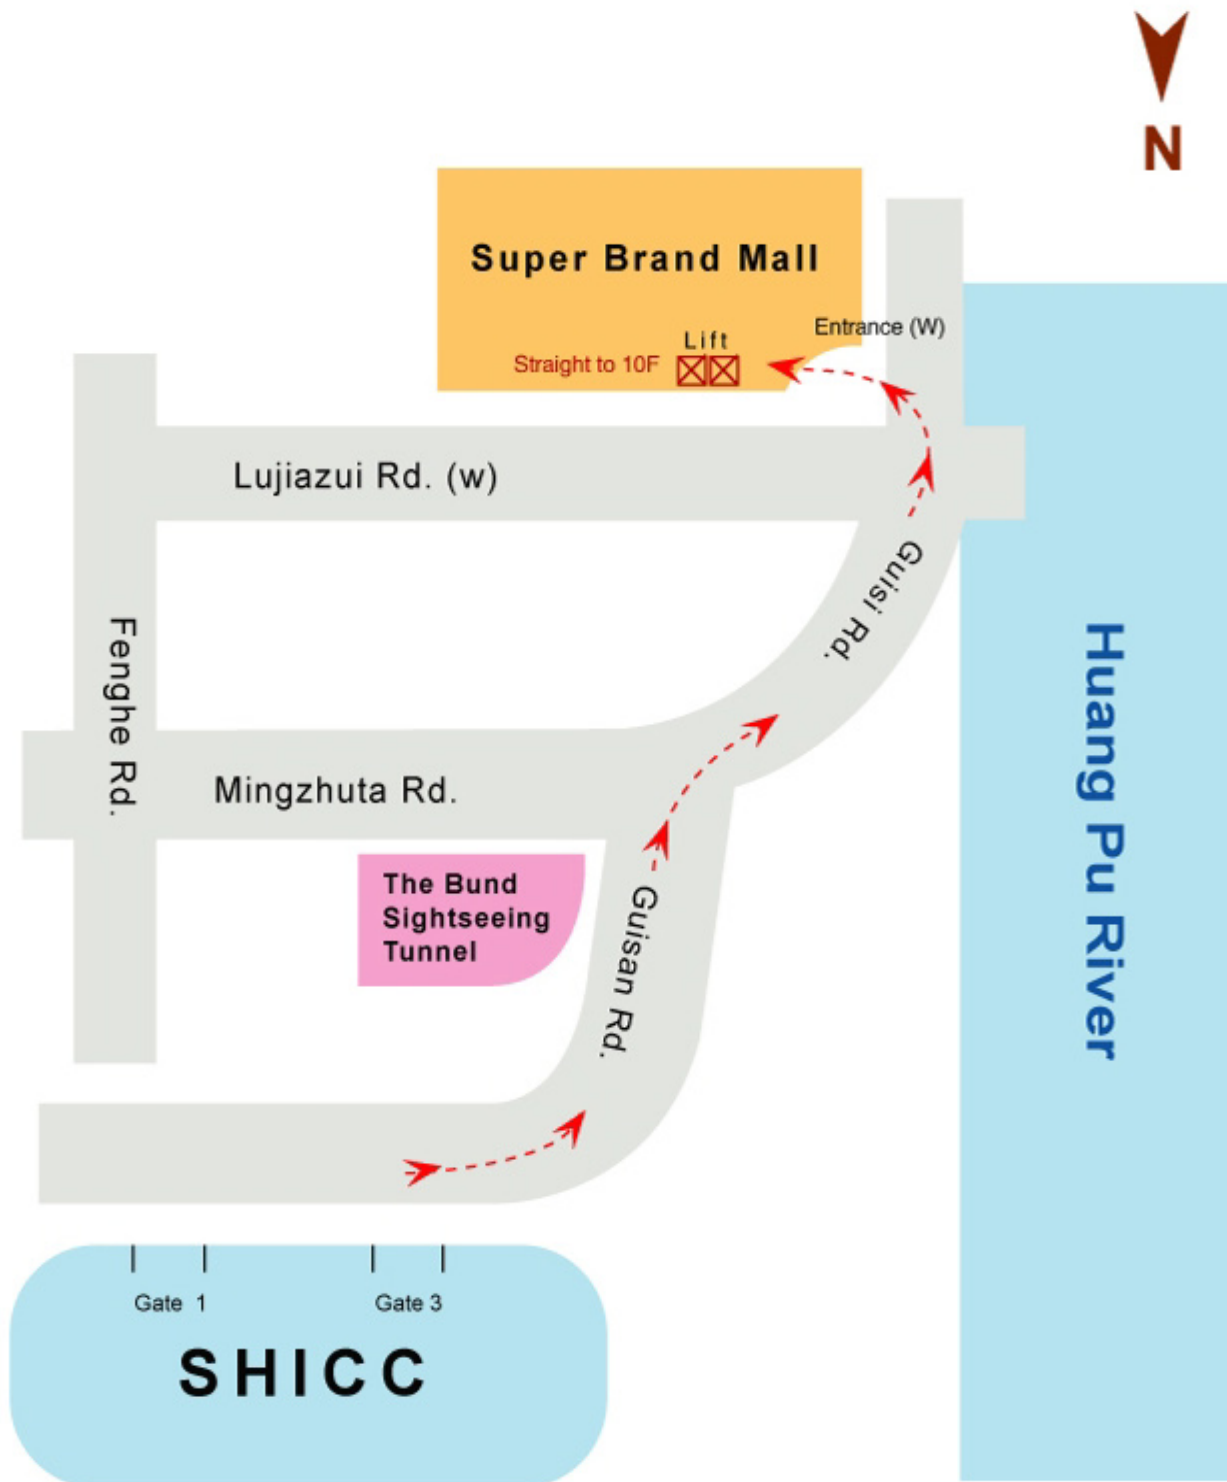 N
Super Brand Mall
Entrance (W)
Lift
Straight to 10F
Lujiazui Rd. (w)
Guisi Rd.
Fenghe Rd.
Huang Pu River
Mingzhuta Rd.
The Bund
Sightseeing
Tunnel
Guisan Rd.
Gate 1
Gate 3
SHICC